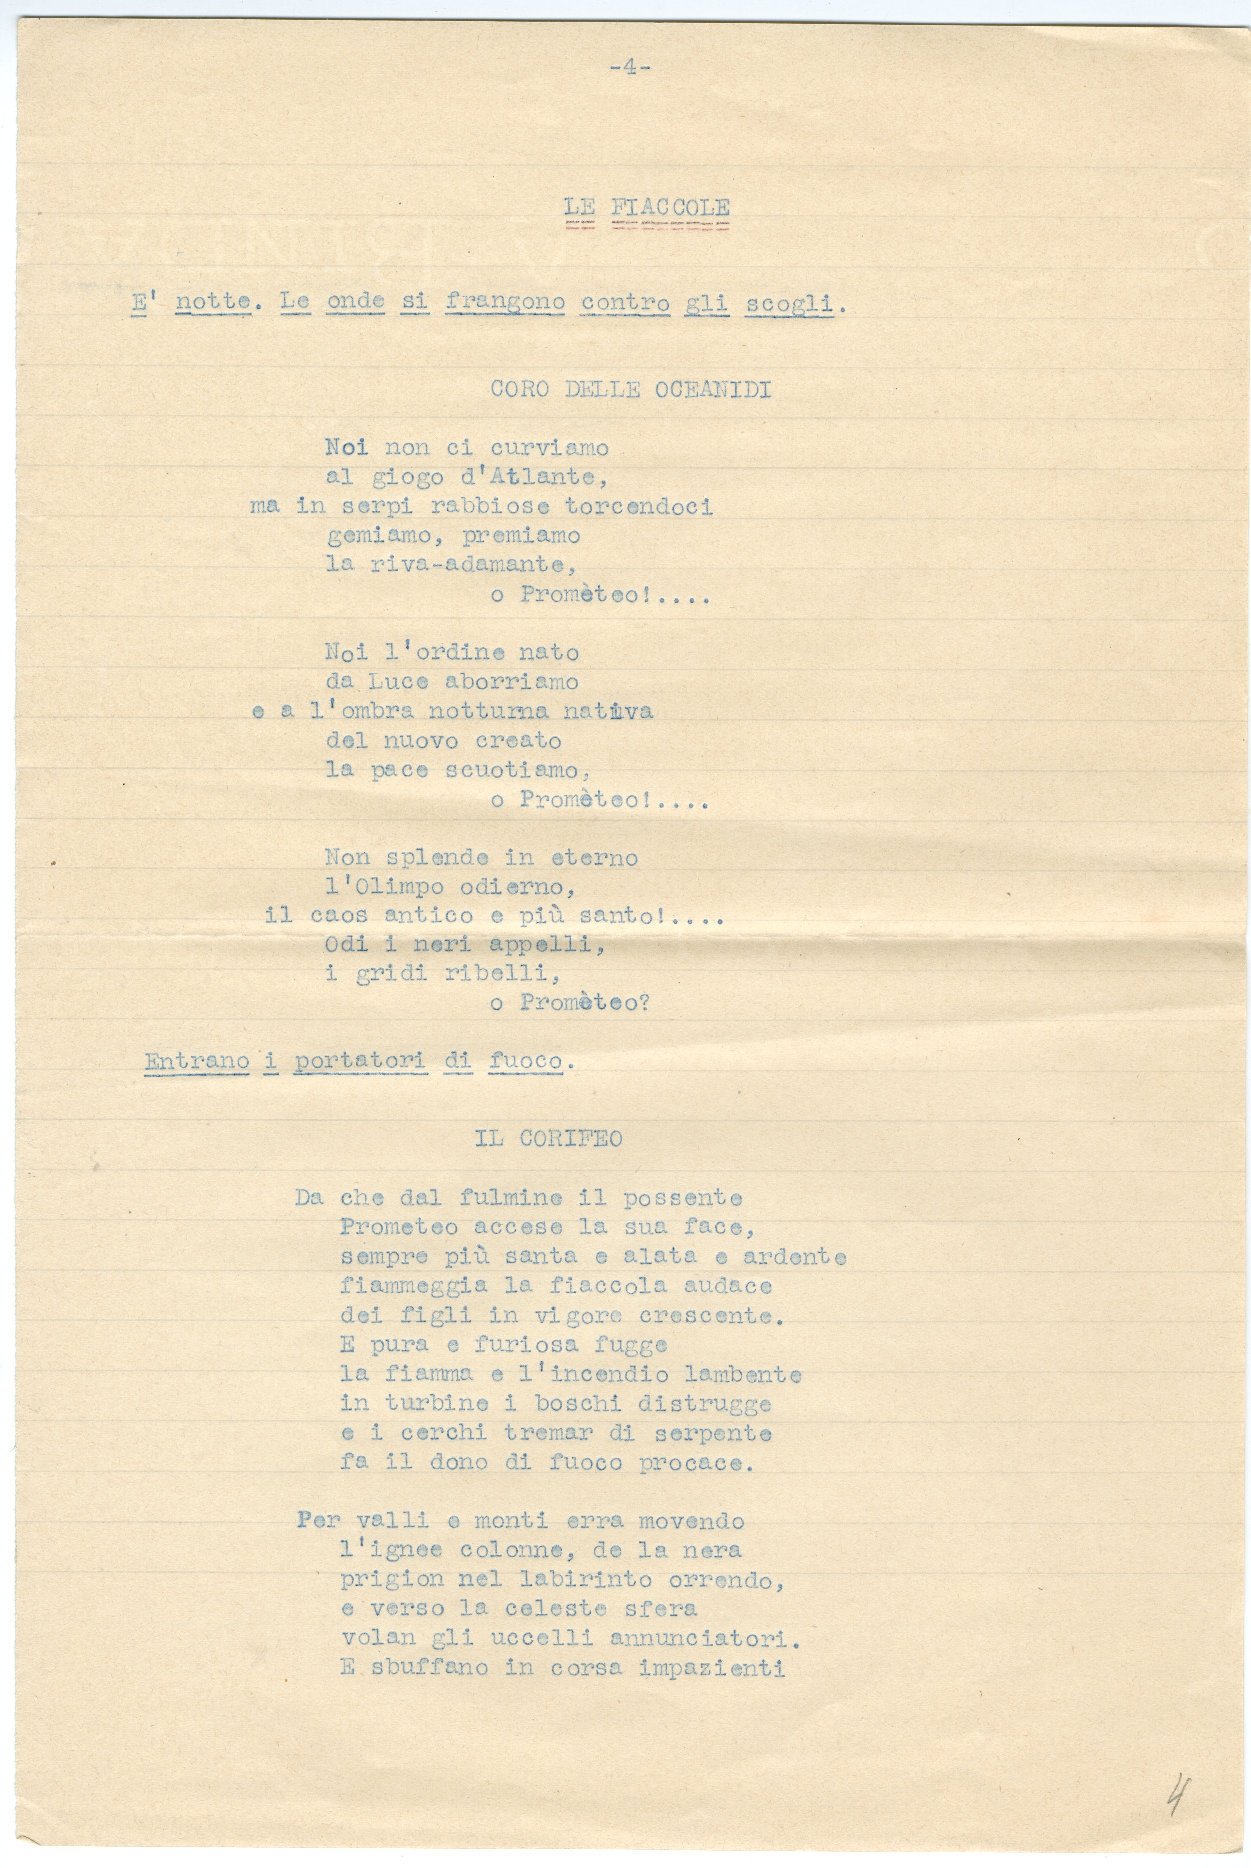 -4-
LE FIACCOLE
E' notte. Le onde si frangono contro gli scogli.
CORO DELLE OCEANIDI
Noi non ci curviamo
al giogo d'Atlante,
ma in serpi rabbiose torcendoci
gemiamo, premiamo
la riva-adamante,
o Promèteo!....
Noi l'ordine nato
da Luce aborriamo
e a l'ombra notturna nativa
del nuovo creato
la pace scuotiamo,
o Promèteo!....
Non splende in eterno
l'Olimpo odierno,
il caos antico e più santo!....
Odi i neri appelli,
i gridi ribelli,
o Promèteo?
Entrano i portatori di fuoco.
IL CORIFEO
Da che dal fulmine il possente
Prometeo accese la sua face,
sempre più santa e alata e ardente
fiammeggia la fiaccola audace
dei figli in vigore crescente.
E pura e furiosa fugge
la fiamma e l'incendio lambente
in turbine i boschi distrugge
e i cerchi tremar di serpente
fa il dono di fuoco procace.
Per valli e monti erra movendo
l'ignee colonne, de la nera
prigion nel labirinto orrendo,
e verso la celeste sfera
volan gli uccelli annunciatori.
E sbuffano in corsa impazienti
4